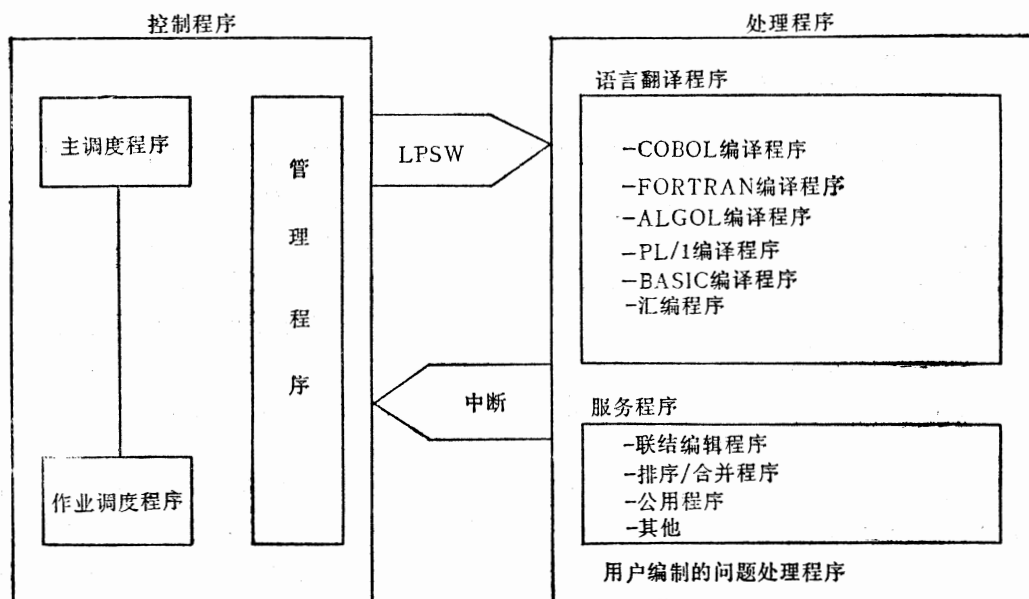 控制程序
处理程序
主调度程序
作业调度程序
管理程序
LPSW
中断
语言翻译程序
-COBOL编译程序
-FORTRAN编译程序
-ALGOL编译程序
-PL/1编译程序
-BASIC编译程序
-汇编程序
服务程序
-联结编辑程序
-排序/合并程序
-公用程序
-其他
用户编制的问题处理程序